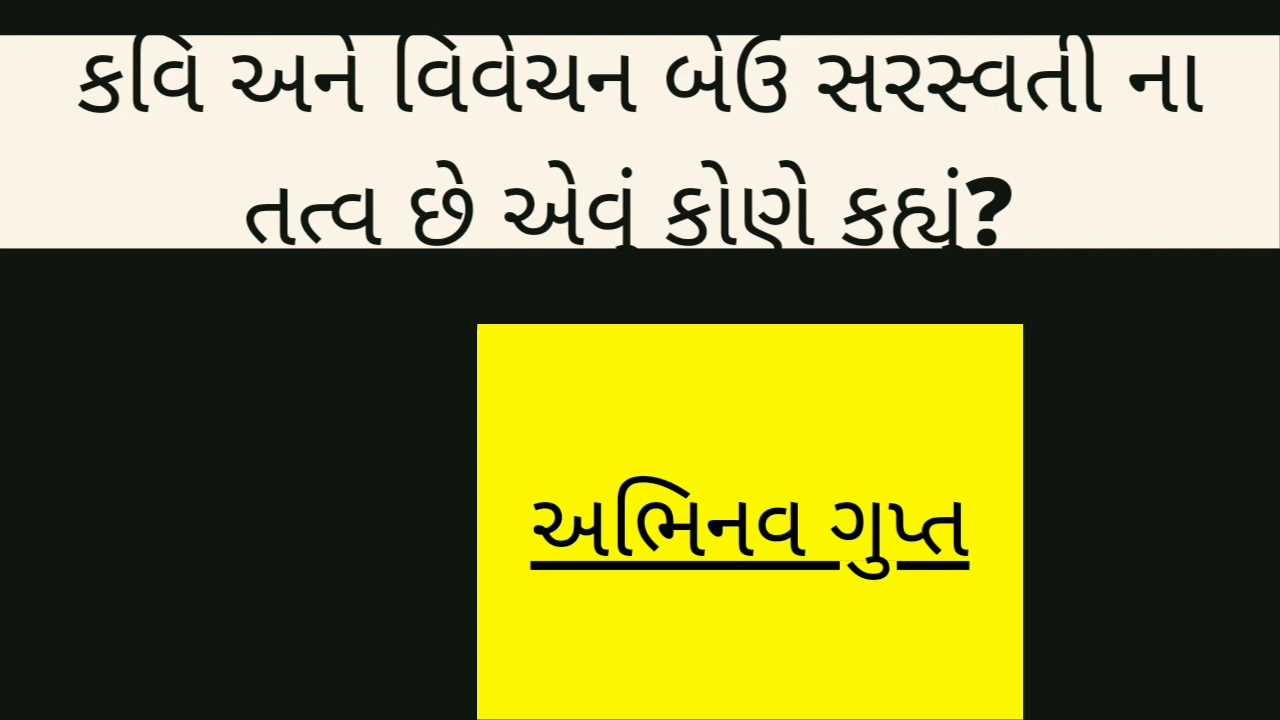 કવિ અને વિવેચન બેઉ સરસ્વતી ના
તત્વ છે એવું કોણે કહ્યું?
અભિનવ ગુપ્ત